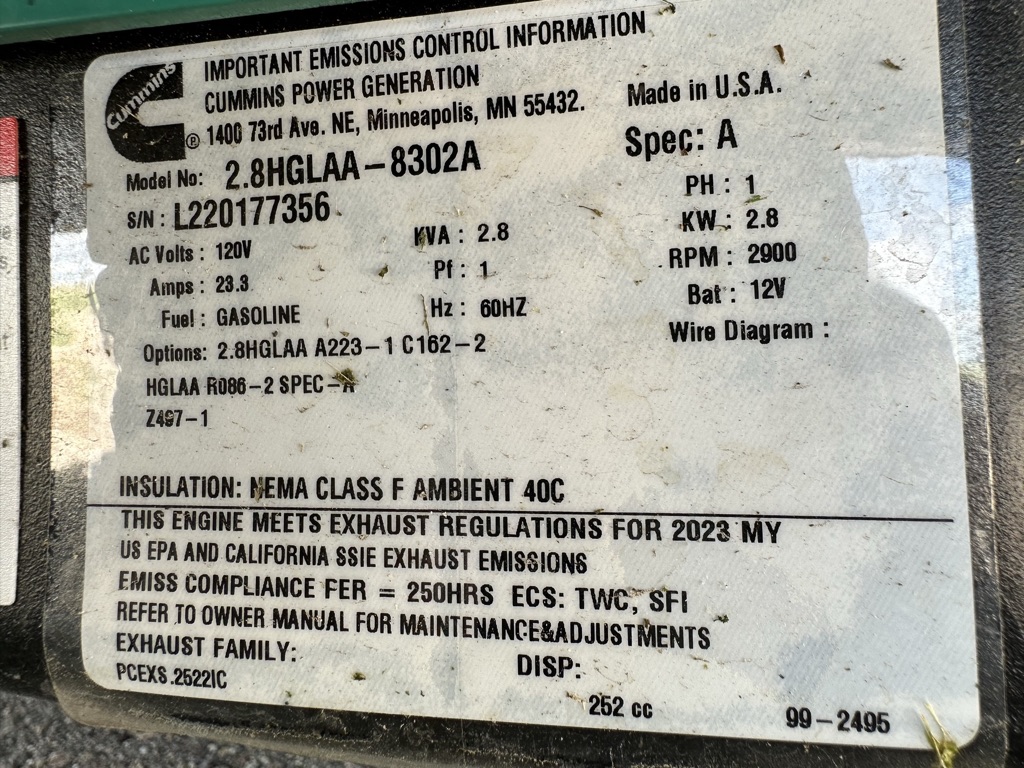 IMPORTANT EMISSIONS CONTROL INFORMATION
Cummins CUMMINS POWER GENERATION
® 1400 73rd Ave. NE, Minneapolis, MN 55432. Made in U.S.A.
Model No: 2.8HGLAA-8302A Spec: A
S/N : L220177356 PH : 1
AC Volts : 120V KVA : 2.8 KW : 2.8
Amps : 23.3 Pf : 1 RPM : 2900
Fuel : GASOLINE Hz : 60HZ Bat : 12V
Options: 2.8HGLAA A223-1 C162-2 Wire Diagram :
HGLAA R086-2 SPEC-A
Z497-1
INSULATION: NEMA CLASS F AMBIENT 40C
THIS ENGINE MEETS EXHAUST REGULATIONS FOR 2023 MY
US EPA AND CALIFORNIA SSIE EXHAUST EMISSIONS
EMISS COMPLIANCE FER = 250HRS ECS: TWC, SFI
REFER TO OWNER MANUAL FOR MAINTENANCE&ADJUSTMENTS
EXHAUST FAMILY: DISP:
PCEXS.2522IC 252 cc 99-2495